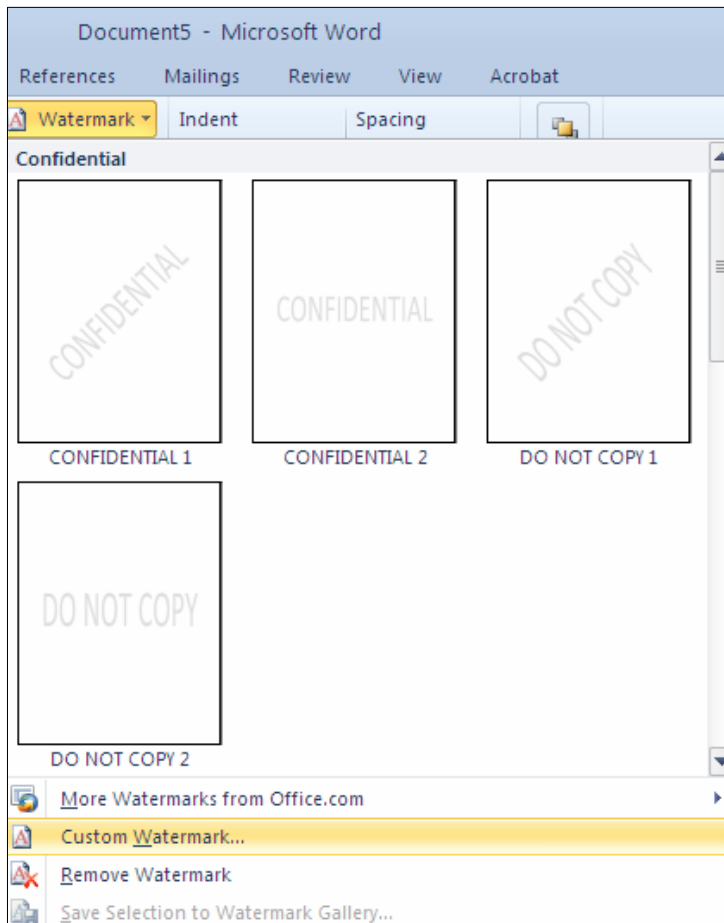 Document5 - Microsoft Word
References Mailings Review View Acrobat
Watermark Indent Spacing
Confidential
CONFIDENTIAL CONFIDENTIAL DO NOT COPY
CONFIDENTIAL 1 CONFIDENTIAL 2 DO NOT COPY 1
DO NOT COPY
DO NOT COPY 2
More Watermarks from Office.com
Custom Watermark...
Remove Watermark
Save Selection to Watermark Gallery...